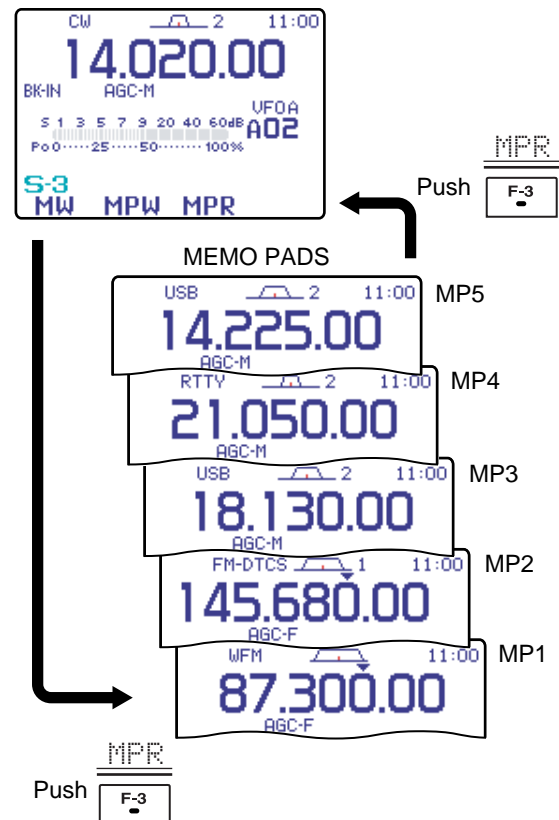 CW 2 11:00
14.020.00
BK-IN AGC-M
VFOA
S 1 3 5 7 9 20 40 60dB A02
Po0·····25·····50········100%
S-3
MW MPW MPR
MPR
Push F-3
MEMO PADS
USB 2 11:00 MP5
14.225.00
AGC-M
RTTY 2 11:00 MP4
21.050.00
AGC-M
USB 2 11:00 MP3
18.130.00
AGC-M
FM-DTCS 1 11:00 MP2
145.680.00
AGC-F
WFM 11:00 MP1
87.300.00
AGC-F
MPR
Push F-3